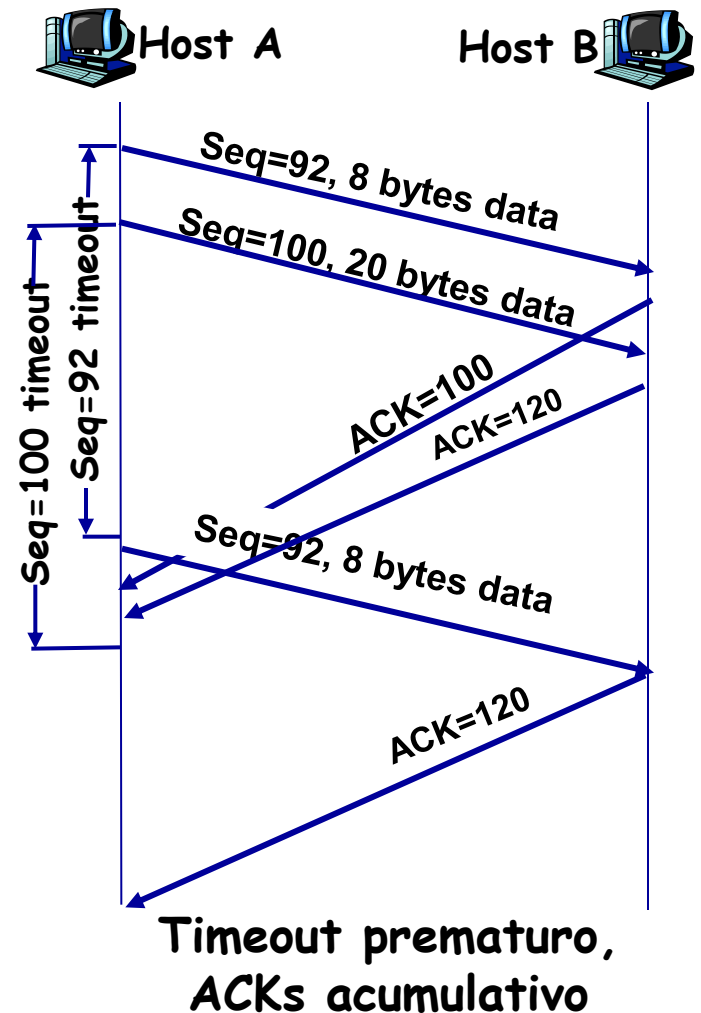 Host A
Host B
Seq=92, 8 bytes data
Seq=100, 20 bytes data
Seq=92 timeout
Seq=100 timeout
ACK=100
ACK=120
Seq=92, 8 bytes data
ACK=120
Timeout prematuro,
ACKs acumulativo